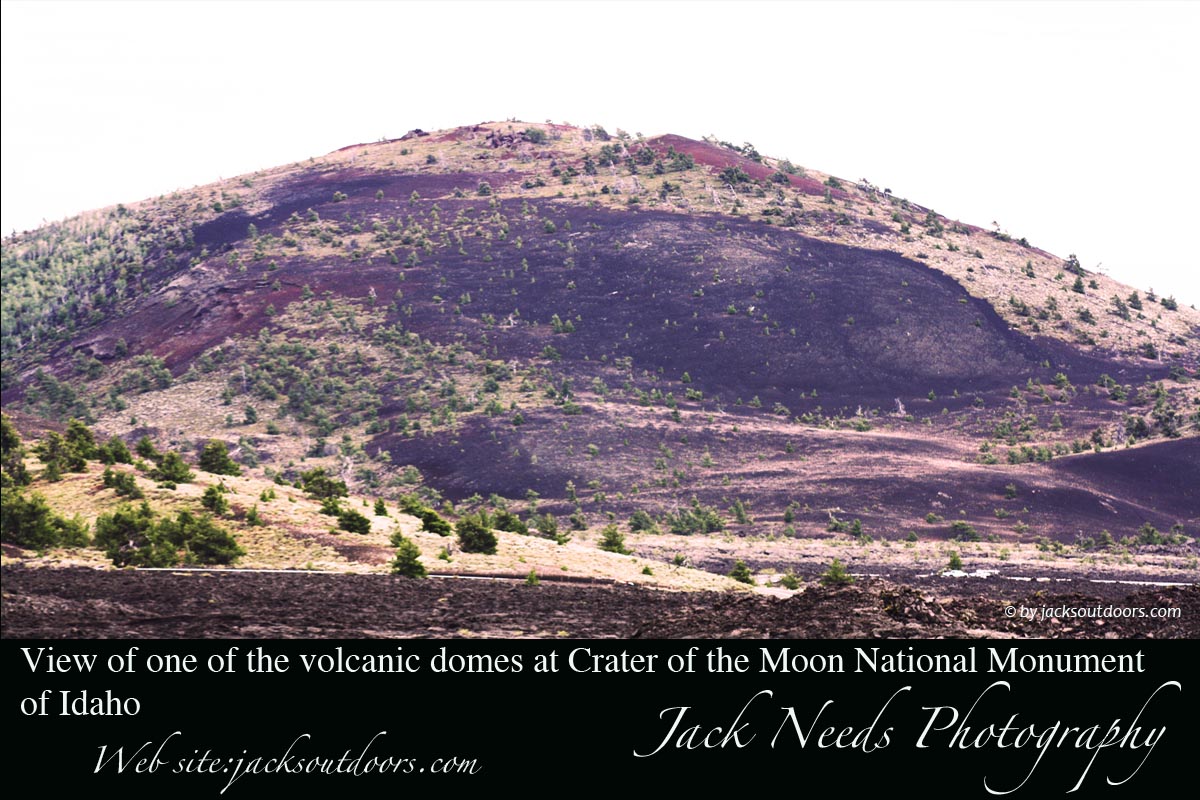 © by jacksoutdoors.com
View of one of the volcanic domes at Crater of the Moon National Monument
of Idaho
Jack Needs Photography
Web site:jacksoutdoors.com